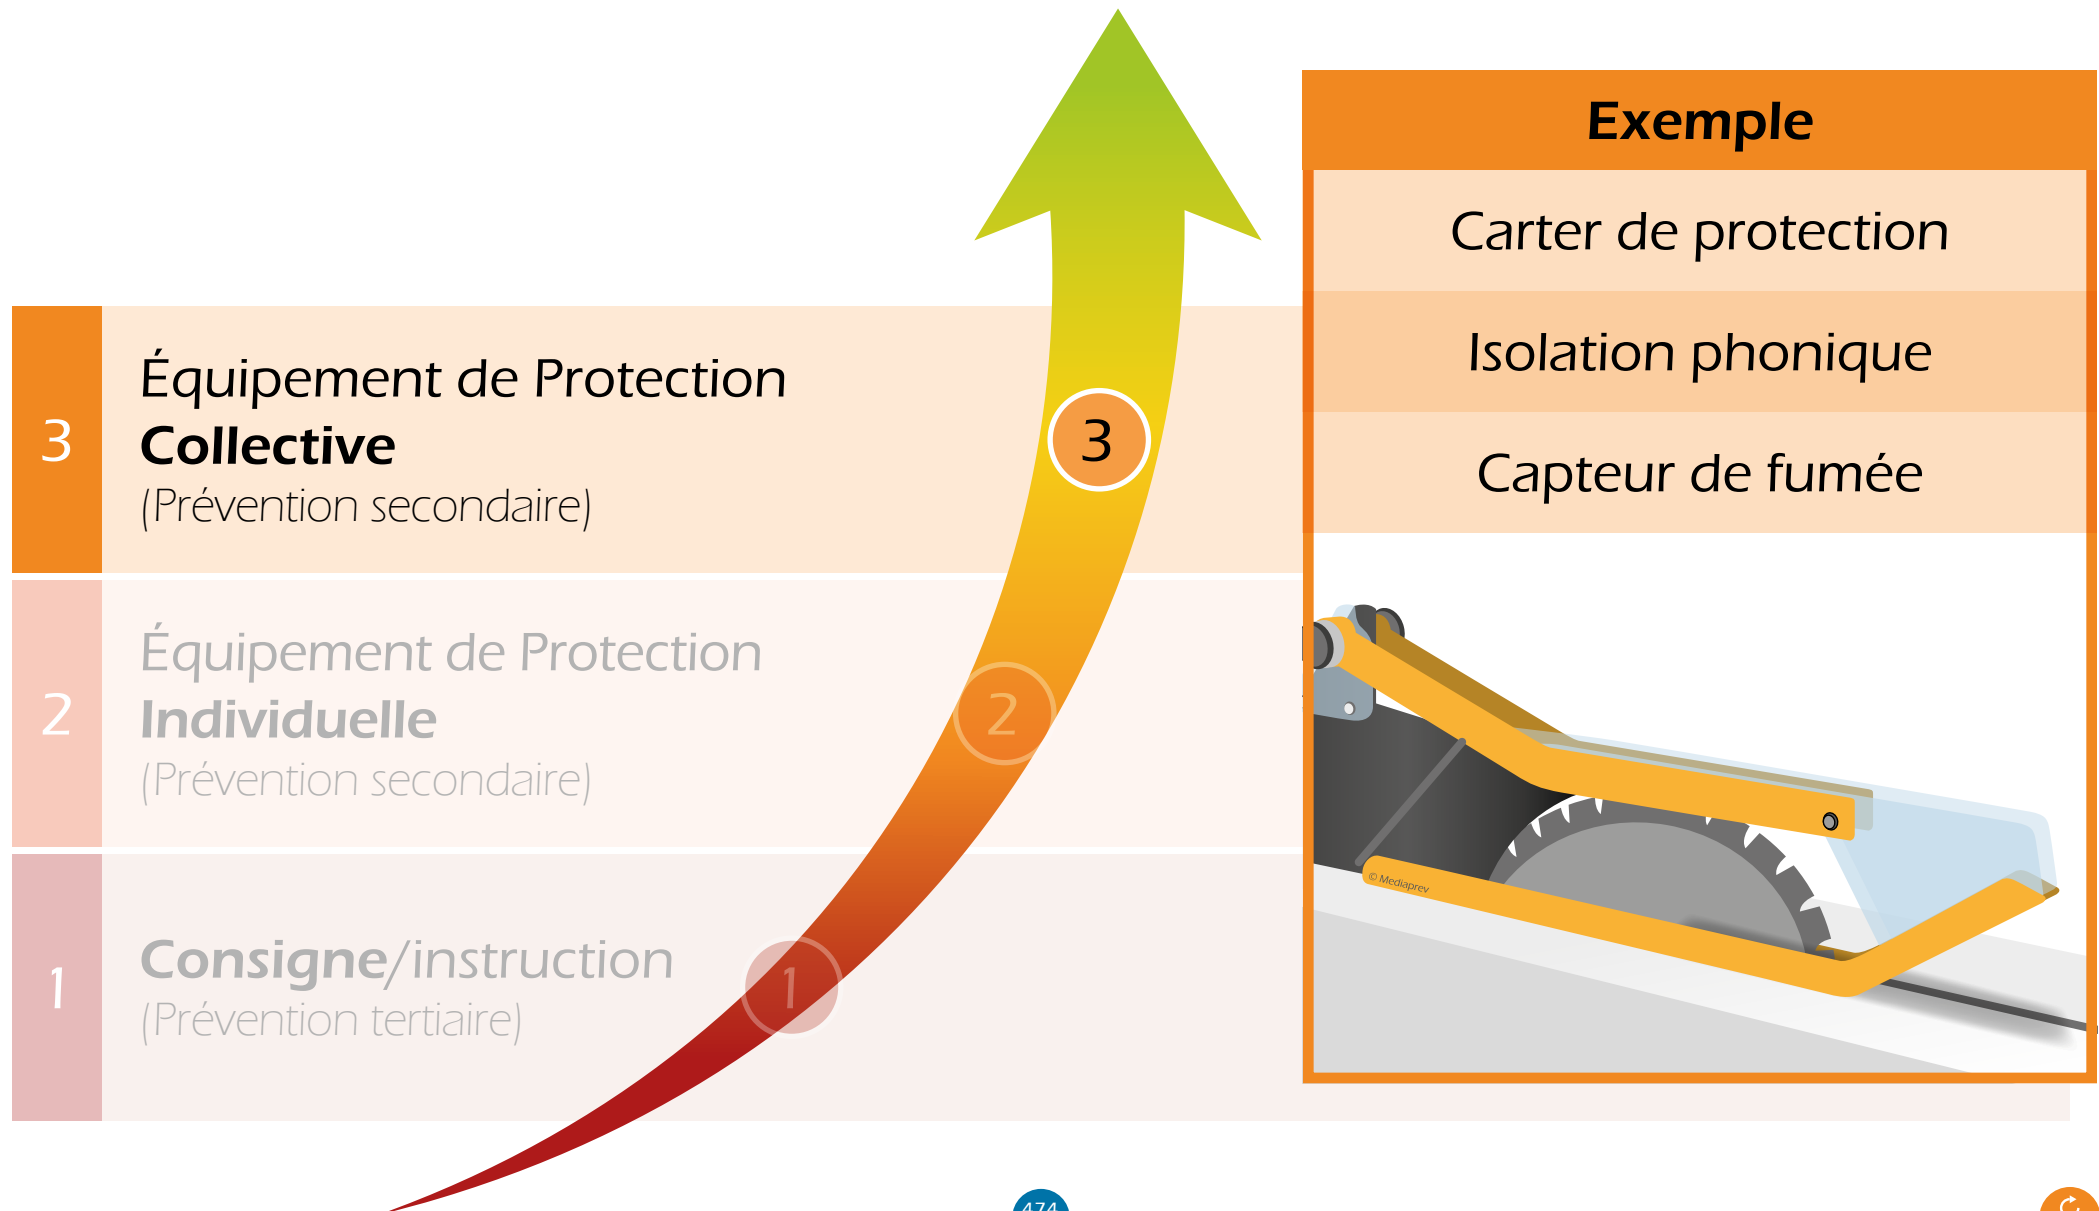 Exemple
Carter de protection
Isolation phonique
Capteur de fumée
3
Équipement de Protection
Collective
(Prévention secondaire)
3
2
Équipement de Protection
Individuelle
(Prévention secondaire)
2
1
Consigne/instruction
(Prévention tertiaire)
1
© Mediaprev
474